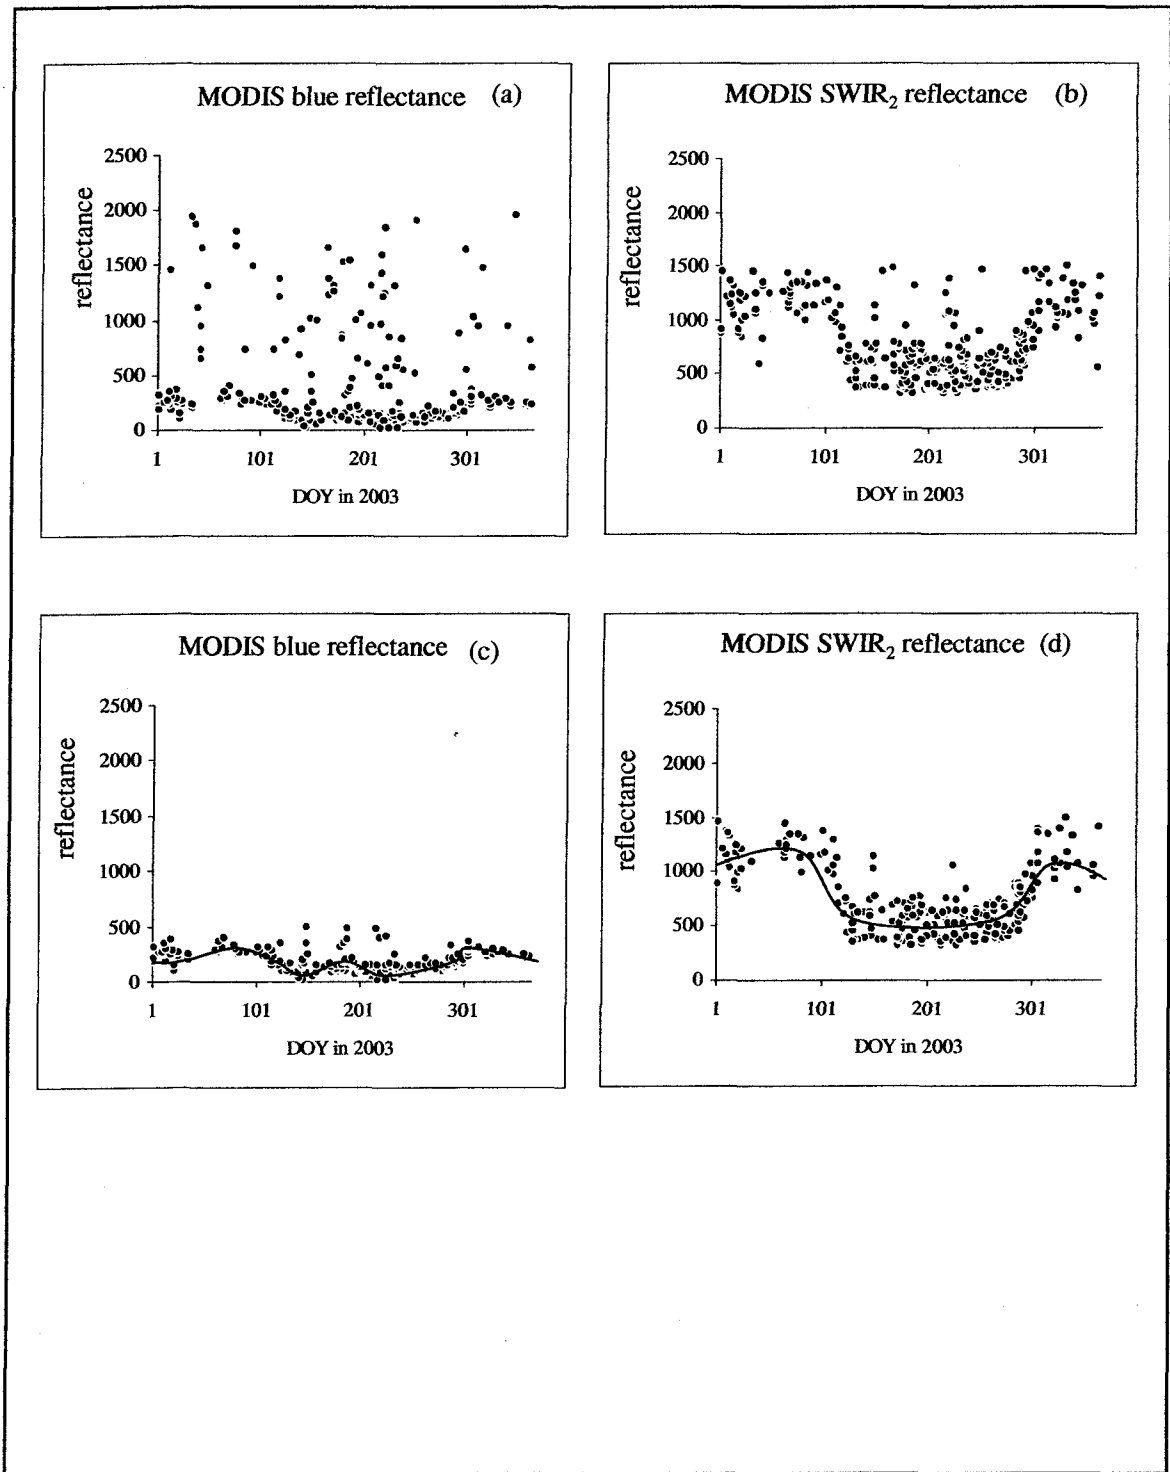 MODIS blue reflectance (a)
2500
2000
1500
1000
500
0
reflectance
1 101 201 301
DOY in 2003
MODIS SWIR₂ reflectance (b)
2500
2000
1500
1000
500
0
reflectance
1 101 201 301
DOY in 2003
MODIS blue reflectance (c)
2500
2000
1500
1000
500
0
reflectance
1 101 201 301
DOY in 2003
MODIS SWIR₂ reflectance (d)
2500
2000
1500
1000
500
0
reflectance
1 101 201 301
DOY in 2003